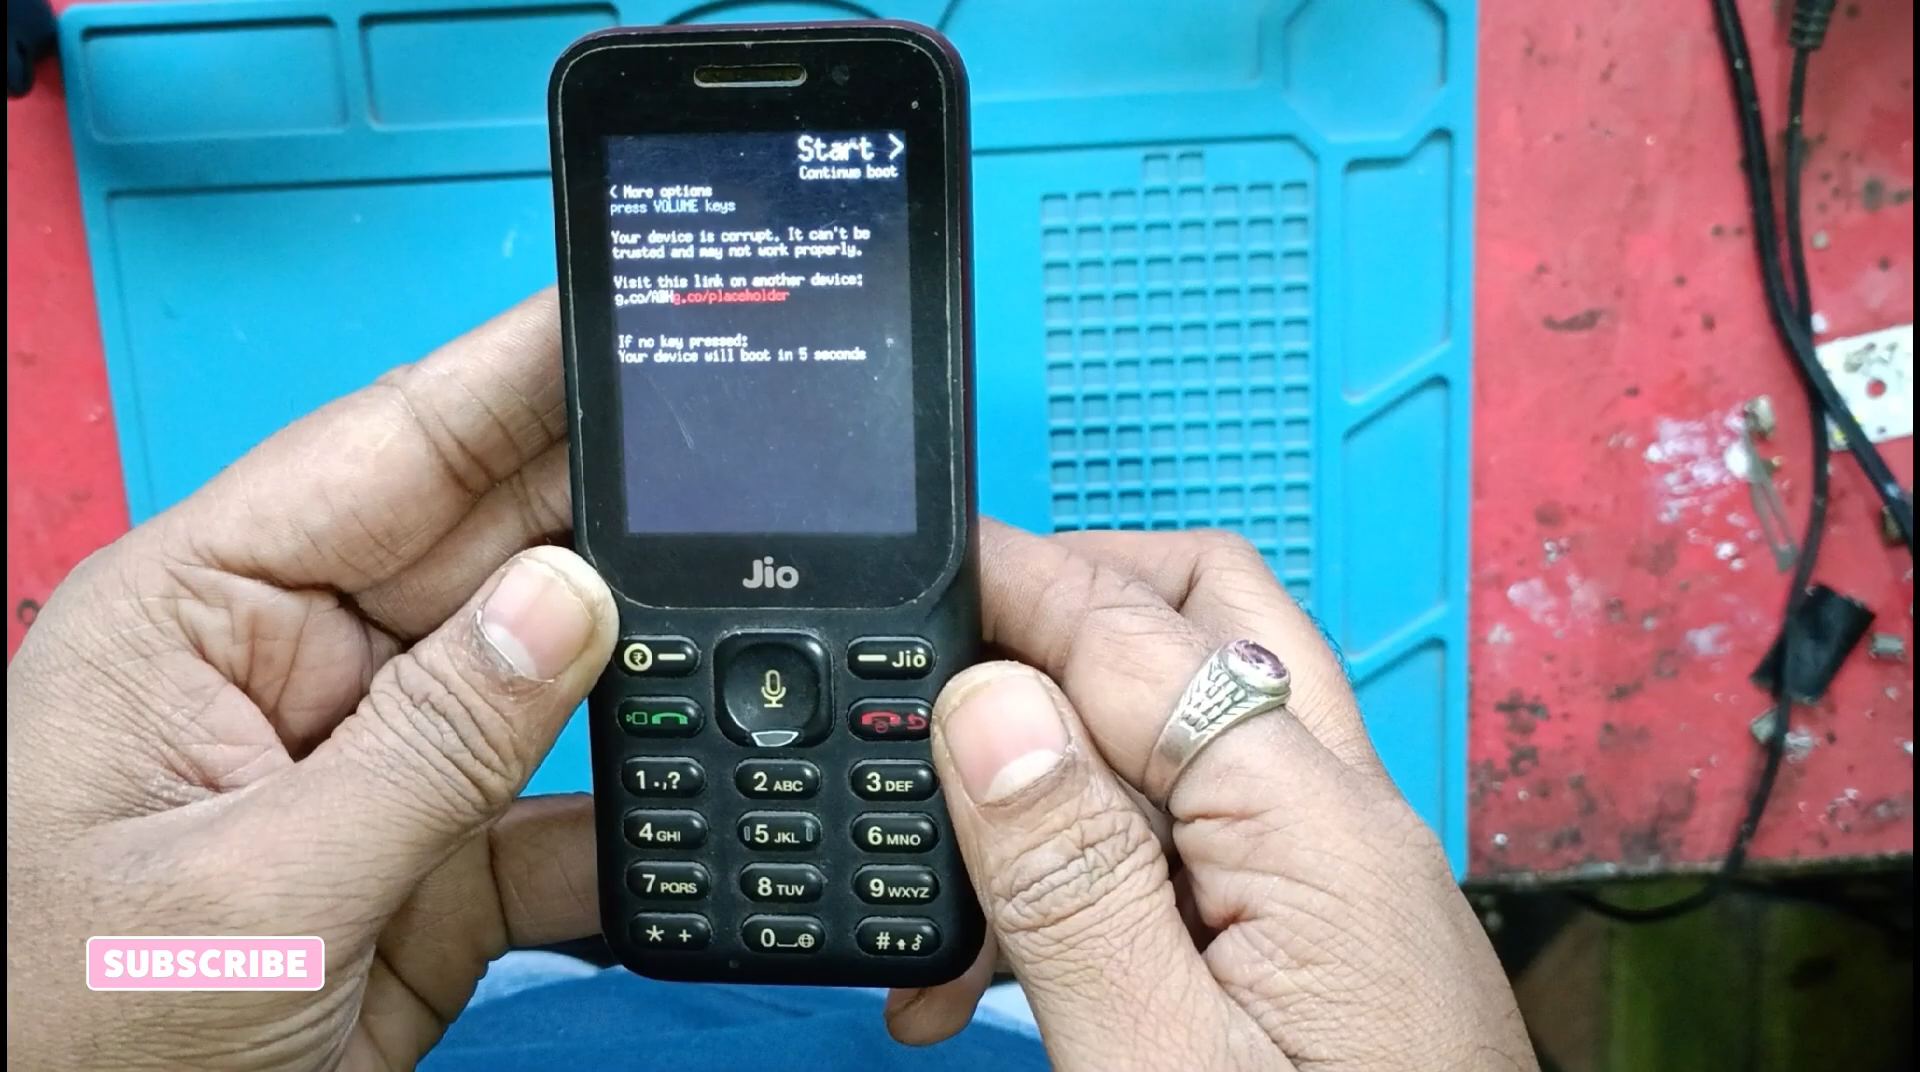 Start >
Continue boot
< More options
press VOLUME keys
Your device is corrupt. It can't be
trusted and may not work properly.
Visit this link on another device:
g.co/ABHg.co/placeholder
If no key pressed:
Your device will boot in 5 seconds
Jio
₹
Jio
1 .,?
2 ABC
3 DEF
4 GHI
5 JKL
6 MNO
7 PQRS
8 TUV
9 WXYZ
* +
0
#
SUBSCRIBE